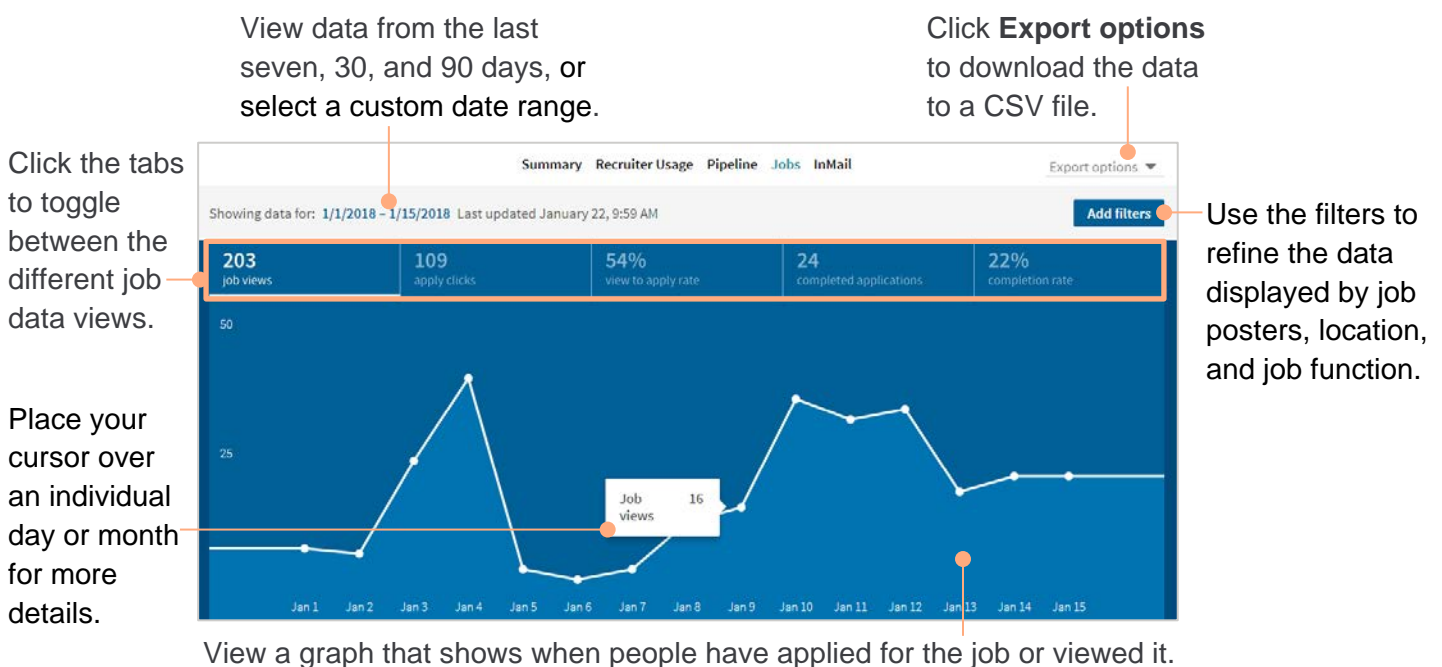 View data from the last
seven, 30, and 90 days, or
select a custom date range.
Click Export options
to download the data
to a CSV file.
Click the tabs
to toggle
between the
different job
data views.
Summary Recruiter Usage Pipeline Jobs InMail
Export options
Showing data for: 1/1/2018 – 1/15/2018 Last updated January 22, 9:59 AM
Add filters
Use the filters to
refine the data
displayed by job
posters, location,
and job function.
203
job views
109
apply clicks
54%
view to apply rate
24
completed applications
22%
completion rate
50
25
Job 16
views
Place your
cursor over
an individual
day or month
for more
details.
Jan 1 Jan 2 Jan 3 Jan 4 Jan 5 Jan 6 Jan 7 Jan 8 Jan 9 Jan 10 Jan 11 Jan 12 Jan 13 Jan 14 Jan 15
View a graph that shows when people have applied for the job or viewed it.